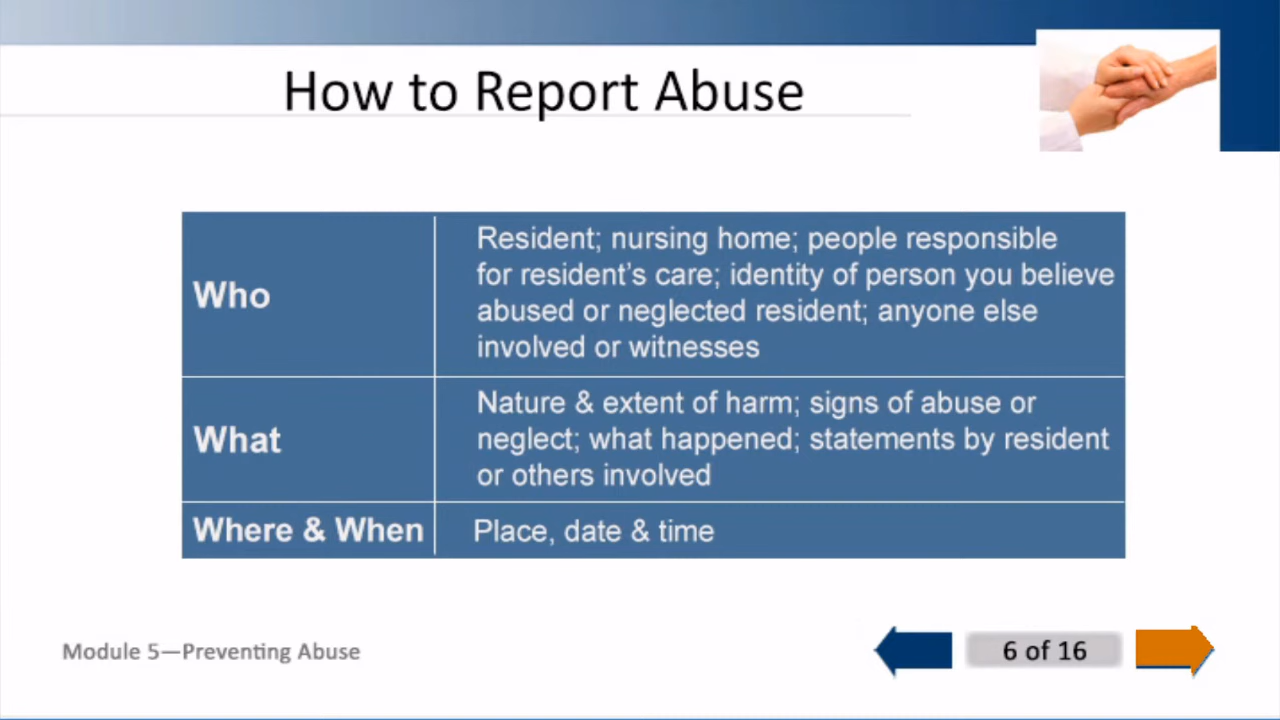 How to Report Abuse
Who
Resident; nursing home; people responsible
for resident's care; identity of person you believe
abused or neglected resident; anyone else
involved or witnesses
What
Nature & extent of harm; signs of abuse or
neglect; what happened; statements by resident
or others involved
Where & When
Place, date & time
Module 5—Preventing Abuse
6 of 16